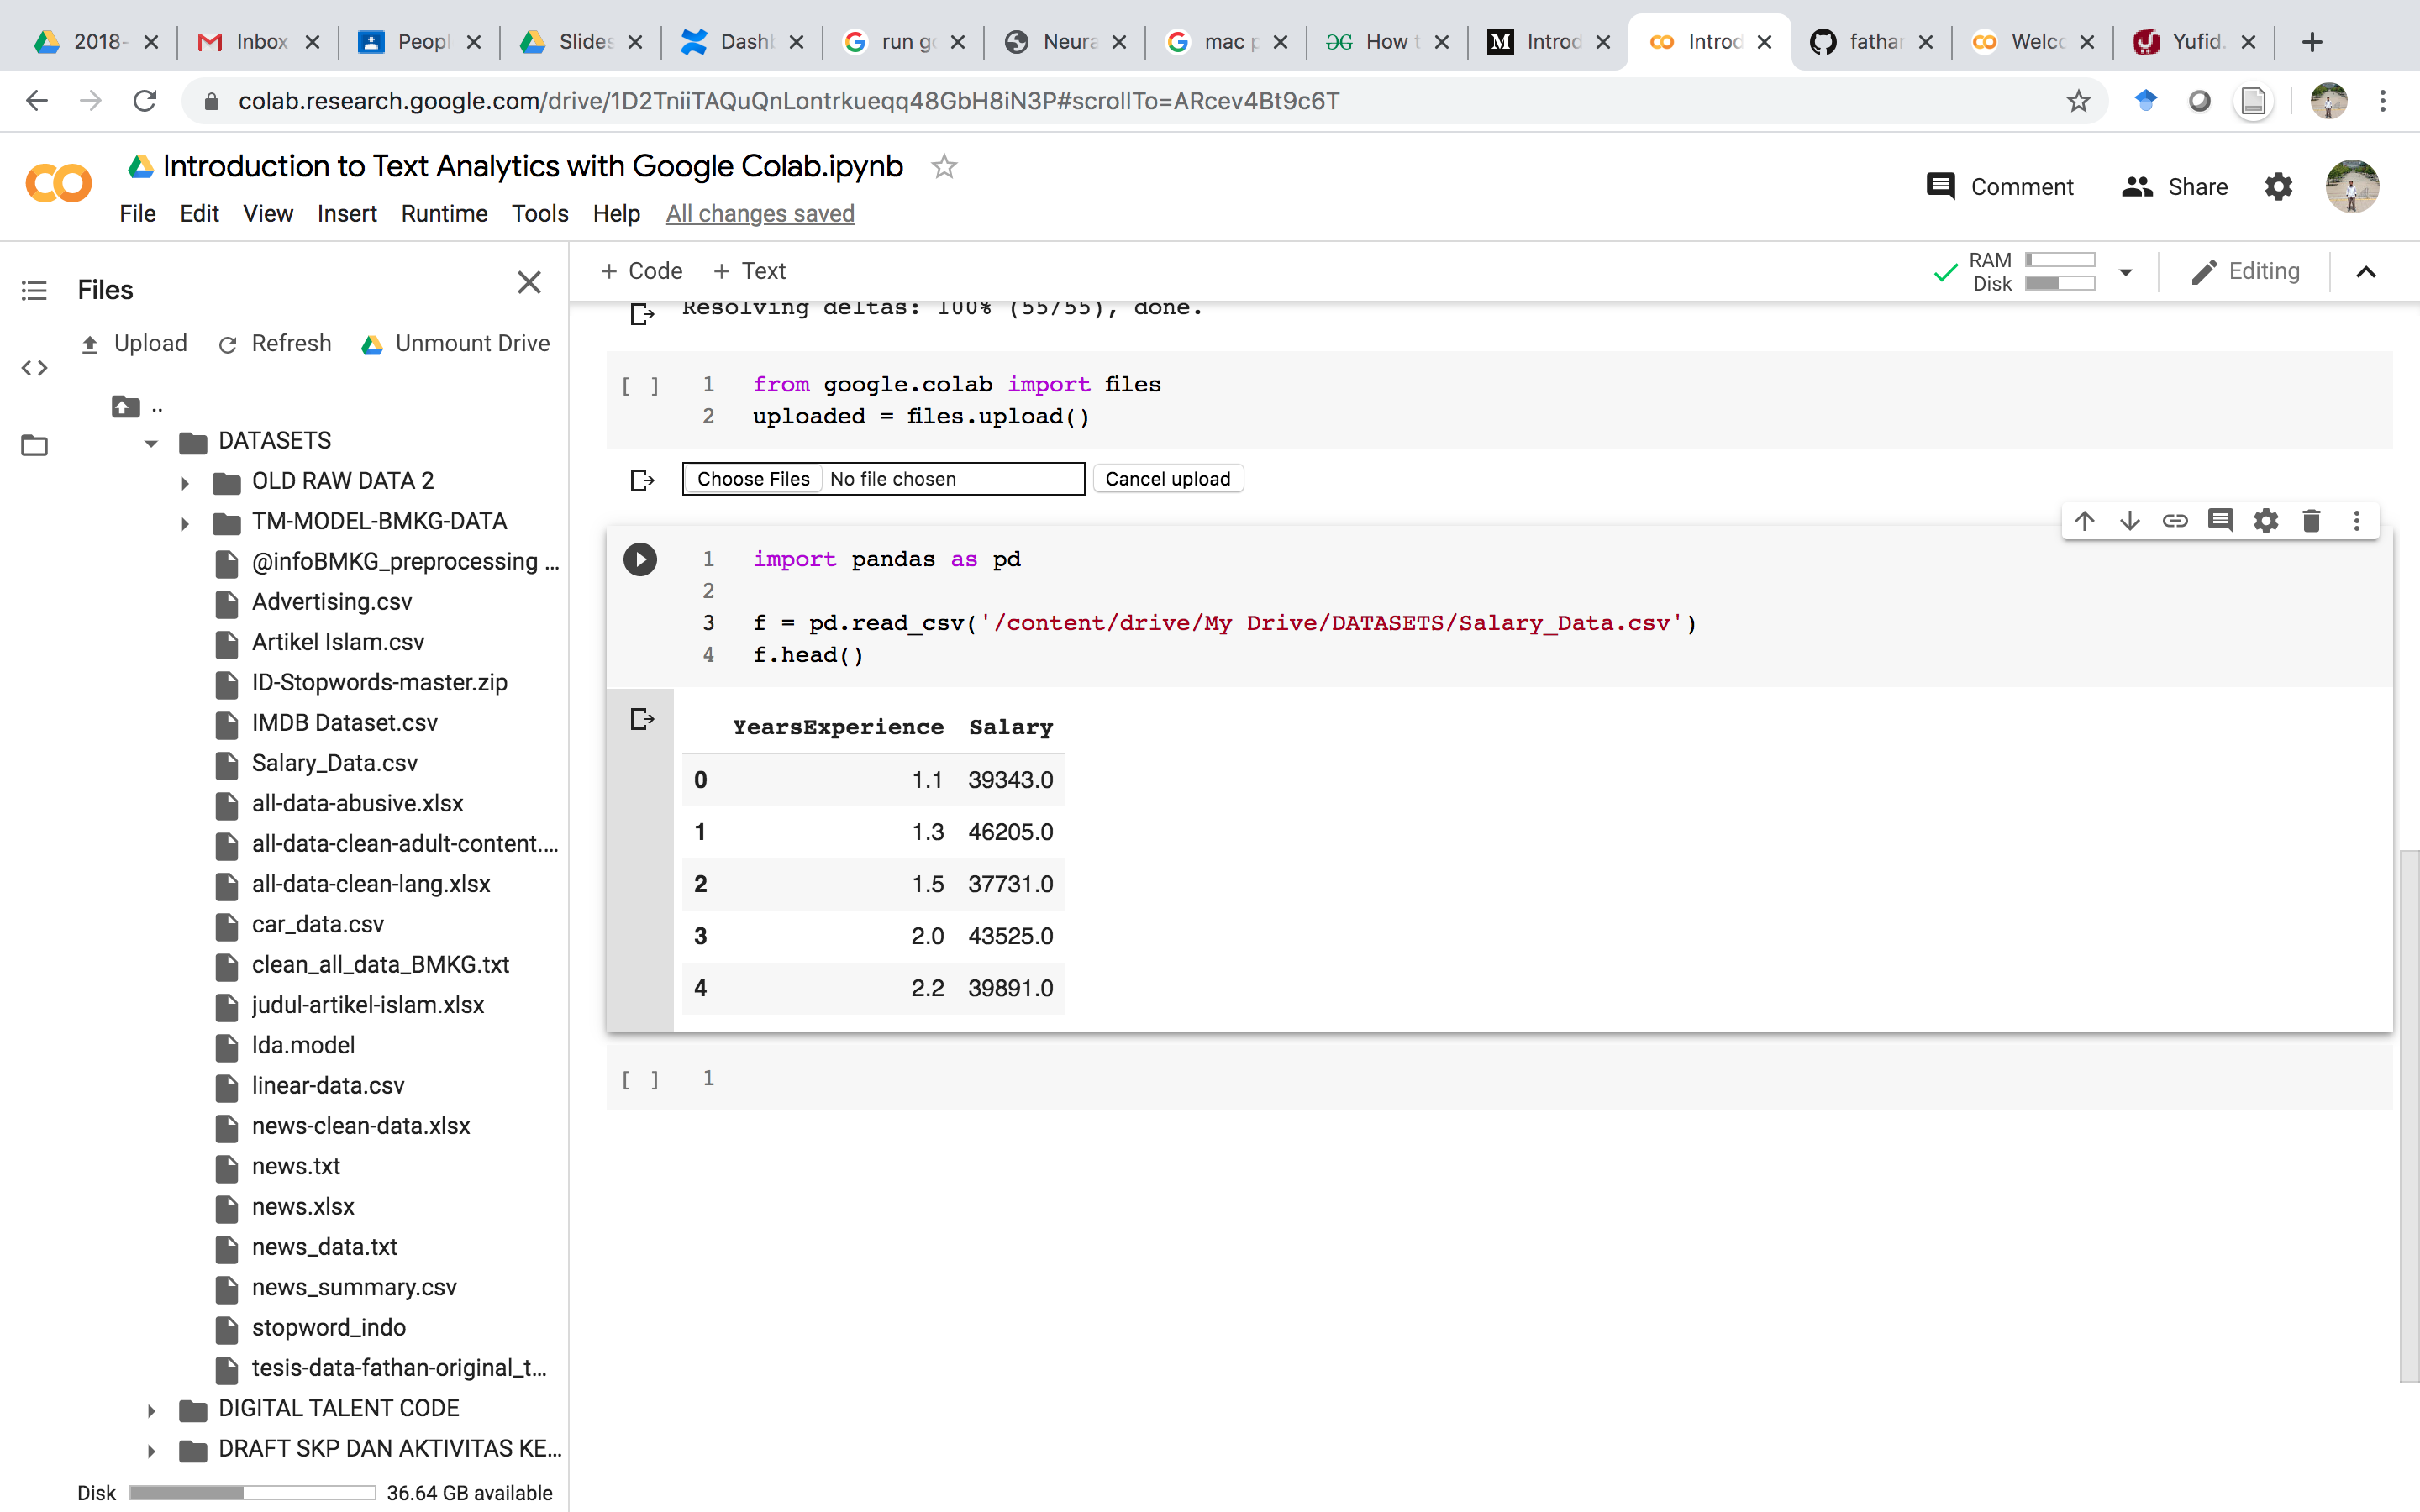 2018-
Inbox
Peopl
Slides
Dash
run g
Neura
mac p
How t
Introd
Introd
fathar
Welco
Yufid.
colab.research.google.com/drive/1D2TniiTAQuQnLontrkueqq48GbH8iN3P#scrollTo=ARcev4Bt9c6T
Introduction to Text Analytics with Google Colab.ipynb
File Edit View Insert Runtime Tools Help All changes saved
Comment Share
Files
Upload Refresh Unmount Drive
..
DATASETS
OLD RAW DATA 2
TM-MODEL-BMKG-DATA
@infoBMKG_preprocessing ...
Advertising.csv
Artikel Islam.csv
ID-Stopwords-master.zip
IMDB Dataset.csv
Salary_Data.csv
all-data-abusive.xlsx
all-data-clean-adult-content....
all-data-clean-lang.xlsx
car_data.csv
clean_all_data_BMKG.txt
judul-artikel-islam.xlsx
lda.model
linear-data.csv
news-clean-data.xlsx
news.txt
news.xlsx
news_data.txt
news_summary.csv
stopword_indo
tesis-data-fathan-original_t...
DIGITAL TALENT CODE
DRAFT SKP DAN AKTIVITAS KE...
Disk 36.64 GB available
+ Code + Text
RAM
Disk
Editing
Resolving deltas: 100% (55/55), done.
[ ] 1 from google.colab import files
2 uploaded = files.upload()
Choose Files No file chosen Cancel upload
1 import pandas as pd
2
3 f = pd.read_csv('/content/drive/My Drive/DATASETS/Salary_Data.csv')
4 f.head()
YearsExperience Salary
0 1.1 39343.0
1 1.3 46205.0
2 1.5 37731.0
3 2.0 43525.0
4 2.2 39891.0
[ ] 1